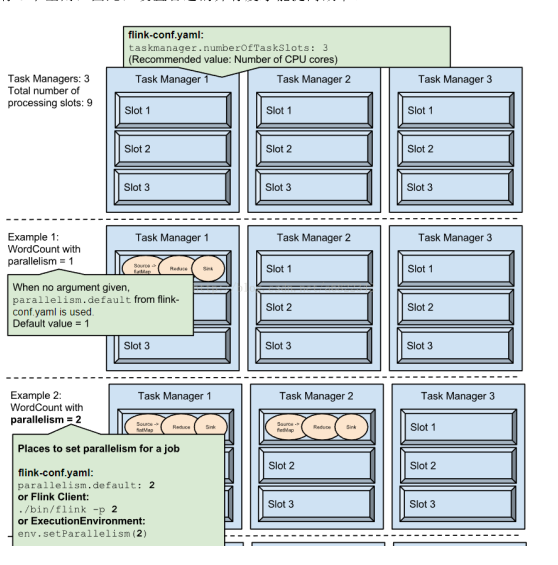 flink-conf.yaml:
taskmanager.numberOfTaskSlots: 3
(Recommended value: Number of CPU cores)
Task Managers: 3
Total number of
processing slots: 9
Task Manager 1
Slot 1
Slot 2
Slot 3
Task Manager 2
Slot 1
Slot 2
Slot 3
Task Manager 3
Slot 1
Slot 2
Slot 3
Example 1:
WordCount with
parallelism = 1
When no argument given,
parallelism.default from flink-
conf.yaml is used.
Default value = 1
Task Manager 1
Source ->
flatMap
Reduce
Sink
Slot 3
Task Manager 2
Slot 1
Slot 2
Slot 3
Task Manager 3
Slot 1
Slot 2
Slot 3
Example 2:
WordCount with
parallelism = 2
Places to set parallelism for a job
flink-conf.yaml:
parallelism.default: 2
or Flink Client:
./bin/flink -p 2
or ExecutionEnvironment:
env.setParallelism(2)
Task Manager 1
Source ->
flatMap
Reduce
Sink
Task Manager 2
Source ->
flatMap
Reduce
Sink
Slot 2
Slot 3
Task Manager 3
Slot 1
Slot 2
Slot 3